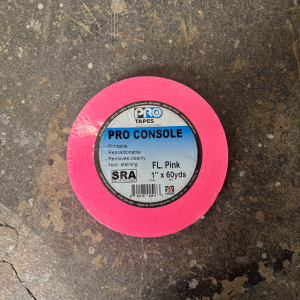 PRO
TAPES
PRO CONSOLE
- Printable
- Repositionable
- Removes cleanly
- Non-staining
FL. Pink
SRA
1" x 60yds